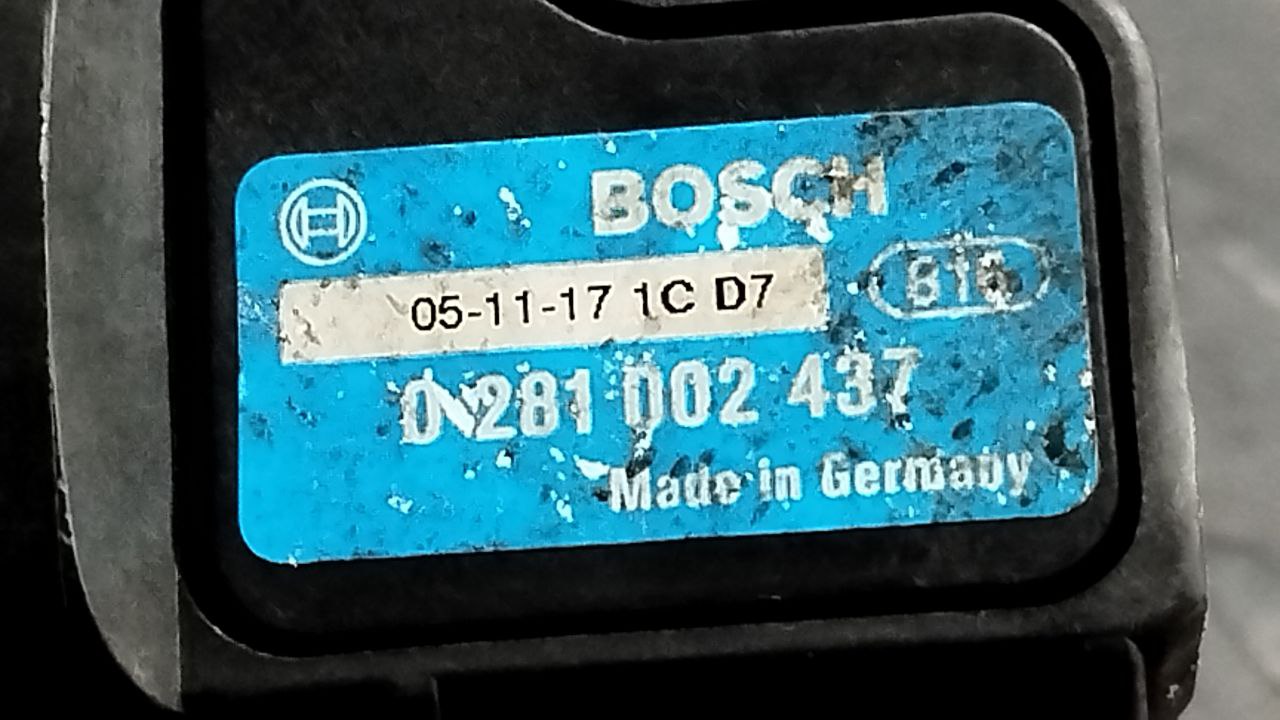 BOSCH
05-11-17 1C D7
0 281 002 437
Made in Germany